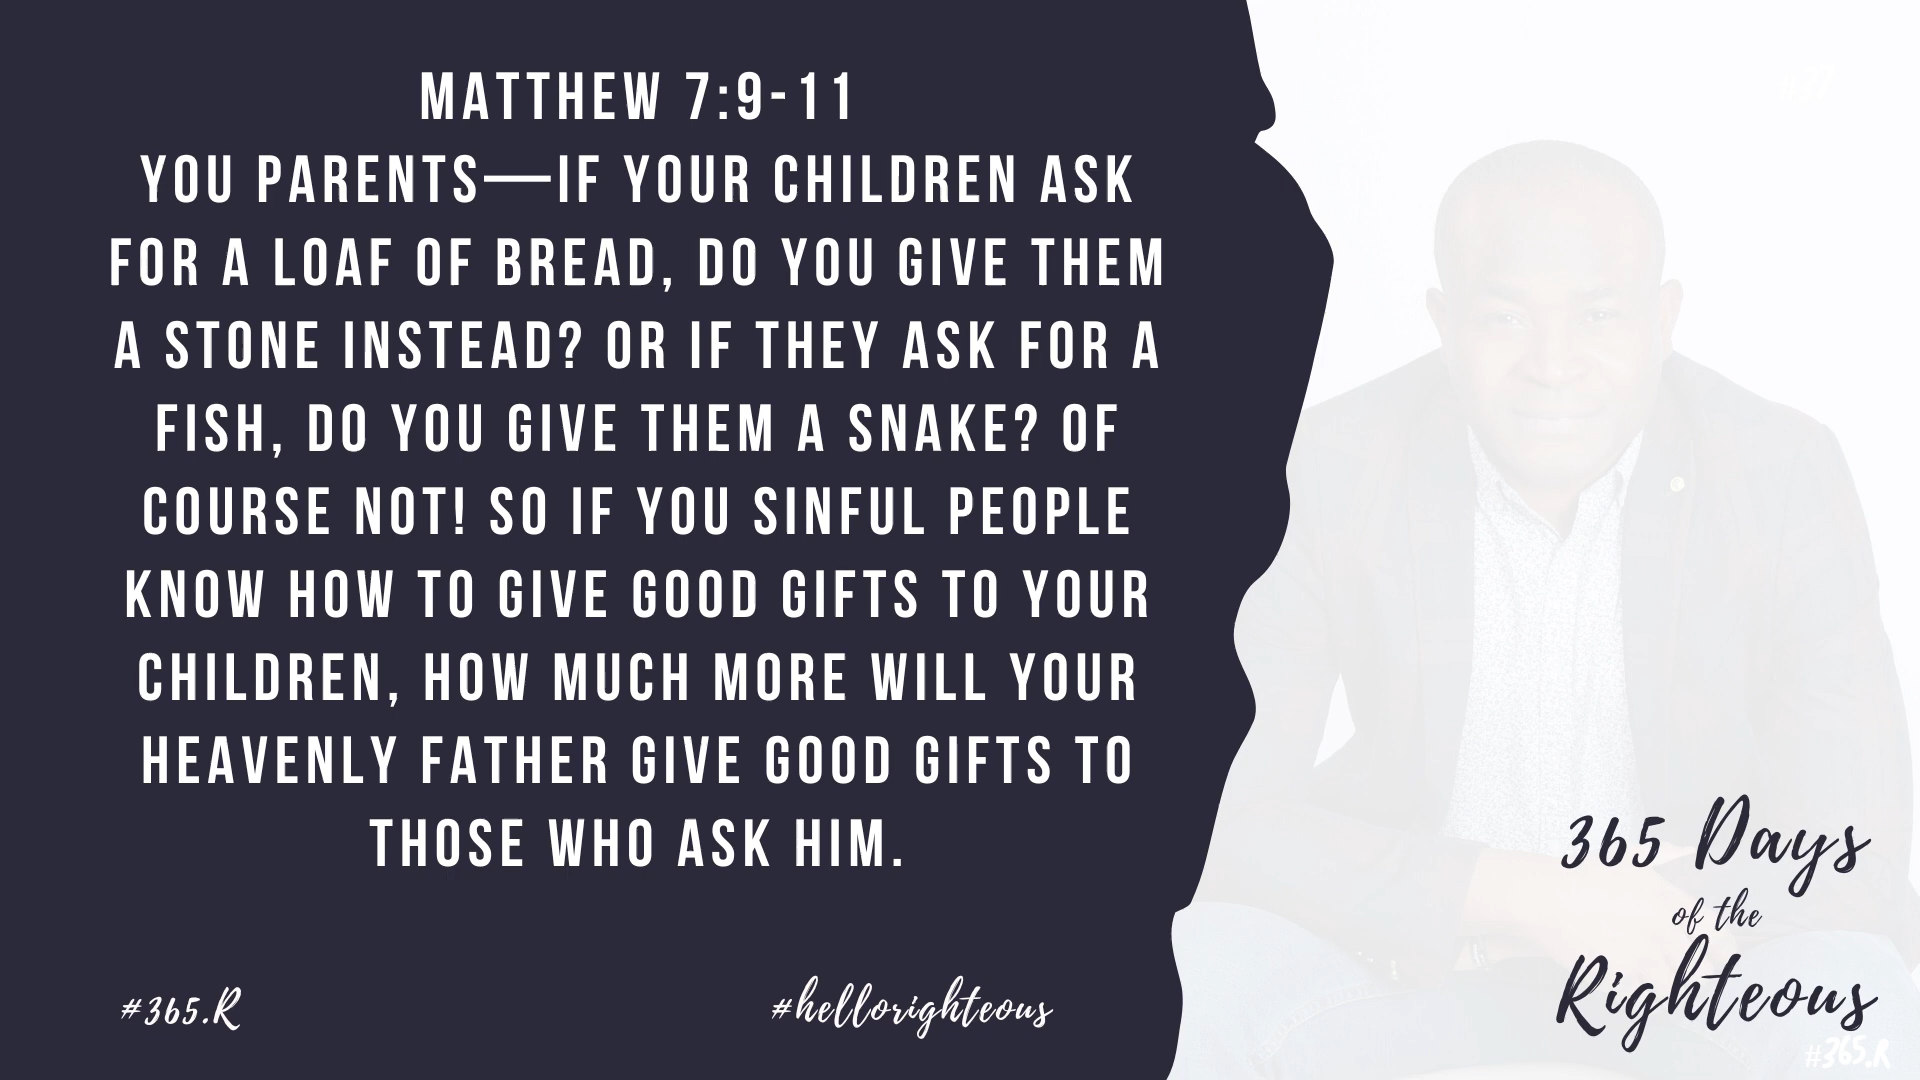 MATTHEW 7:9-11
YOU PARENTS—IF YOUR CHILDREN ASK
FOR A LOAF OF BREAD, DO YOU GIVE THEM
A STONE INSTEAD? OR IF THEY ASK FOR A
FISH, DO YOU GIVE THEM A SNAKE? OF
COURSE NOT! SO IF YOU SINFUL PEOPLE
KNOW HOW TO GIVE GOOD GIFTS TO YOUR
CHILDREN, HOW MUCH MORE WILL YOUR
HEAVENLY FATHER GIVE GOOD GIFTS TO
THOSE WHO ASK HIM.
#365.R
#hellorighteous
365 Days
of the
Righteous
#365.R